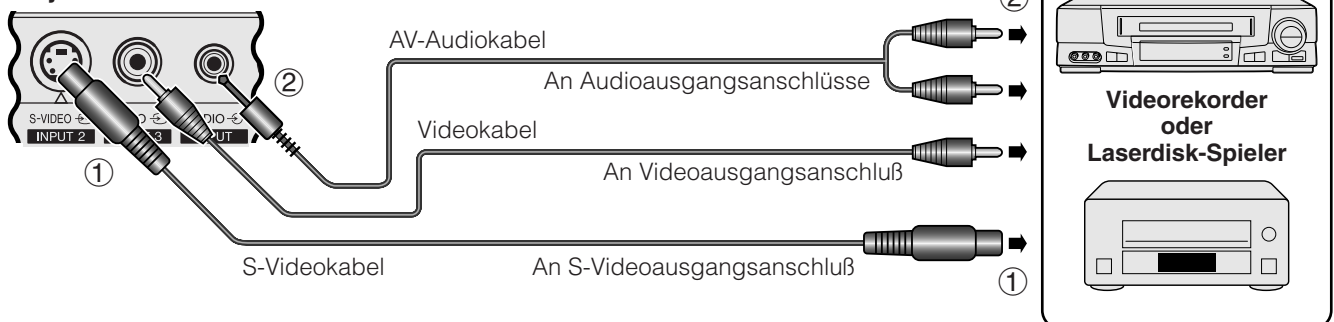 ②
AV-Audiokabel
An Audioausgangsanschlüsse
②
S-VIDEO
INPUT 2
3
①
Videokabel
An Videoausgangsanschluß
Videorekorder
oder
Laserdisk-Spieler
S-Videokabel
An S-Videoausgangsanschluß
①